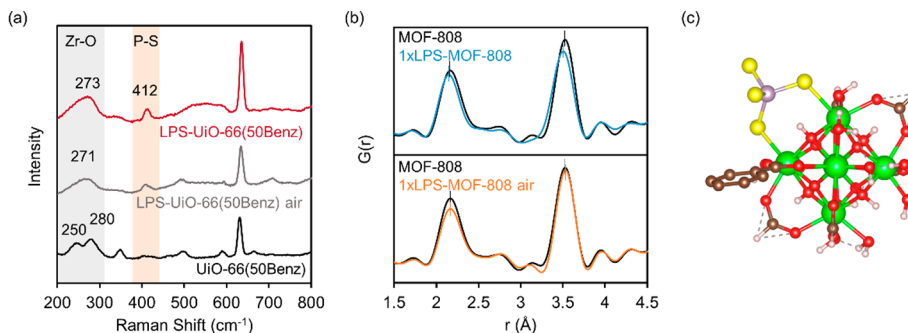 (a)
Zr-O
P-S
273
412
LPS-UiO-66(50Benz)
271
LPS-UiO-66(50Benz) air
250
280
UiO-66(50Benz)
Intensity
200 300 400 500 600 700 800
Raman Shift (cm⁻¹)
(b)
MOF-808
1xLPS-MOF-808
MOF-808
1xLPS-MOF-808 air
G(r)
1.5 2.0 2.5 3.0 3.5 4.0 4.5
r (Å)
(c)